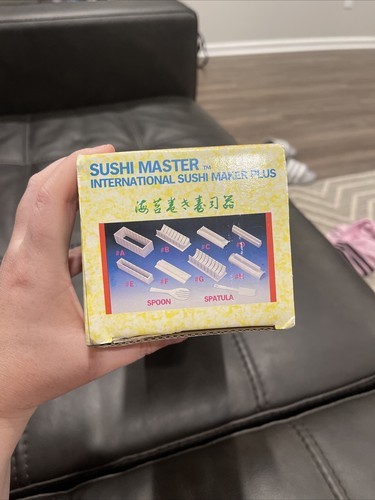 SUSHI MASTER TM
INTERNATIONAL SUSHI MAKER PLUS
海苔巻き寿司器
#A #B #C #D
#E #F #G #H
SPOON SPATULA